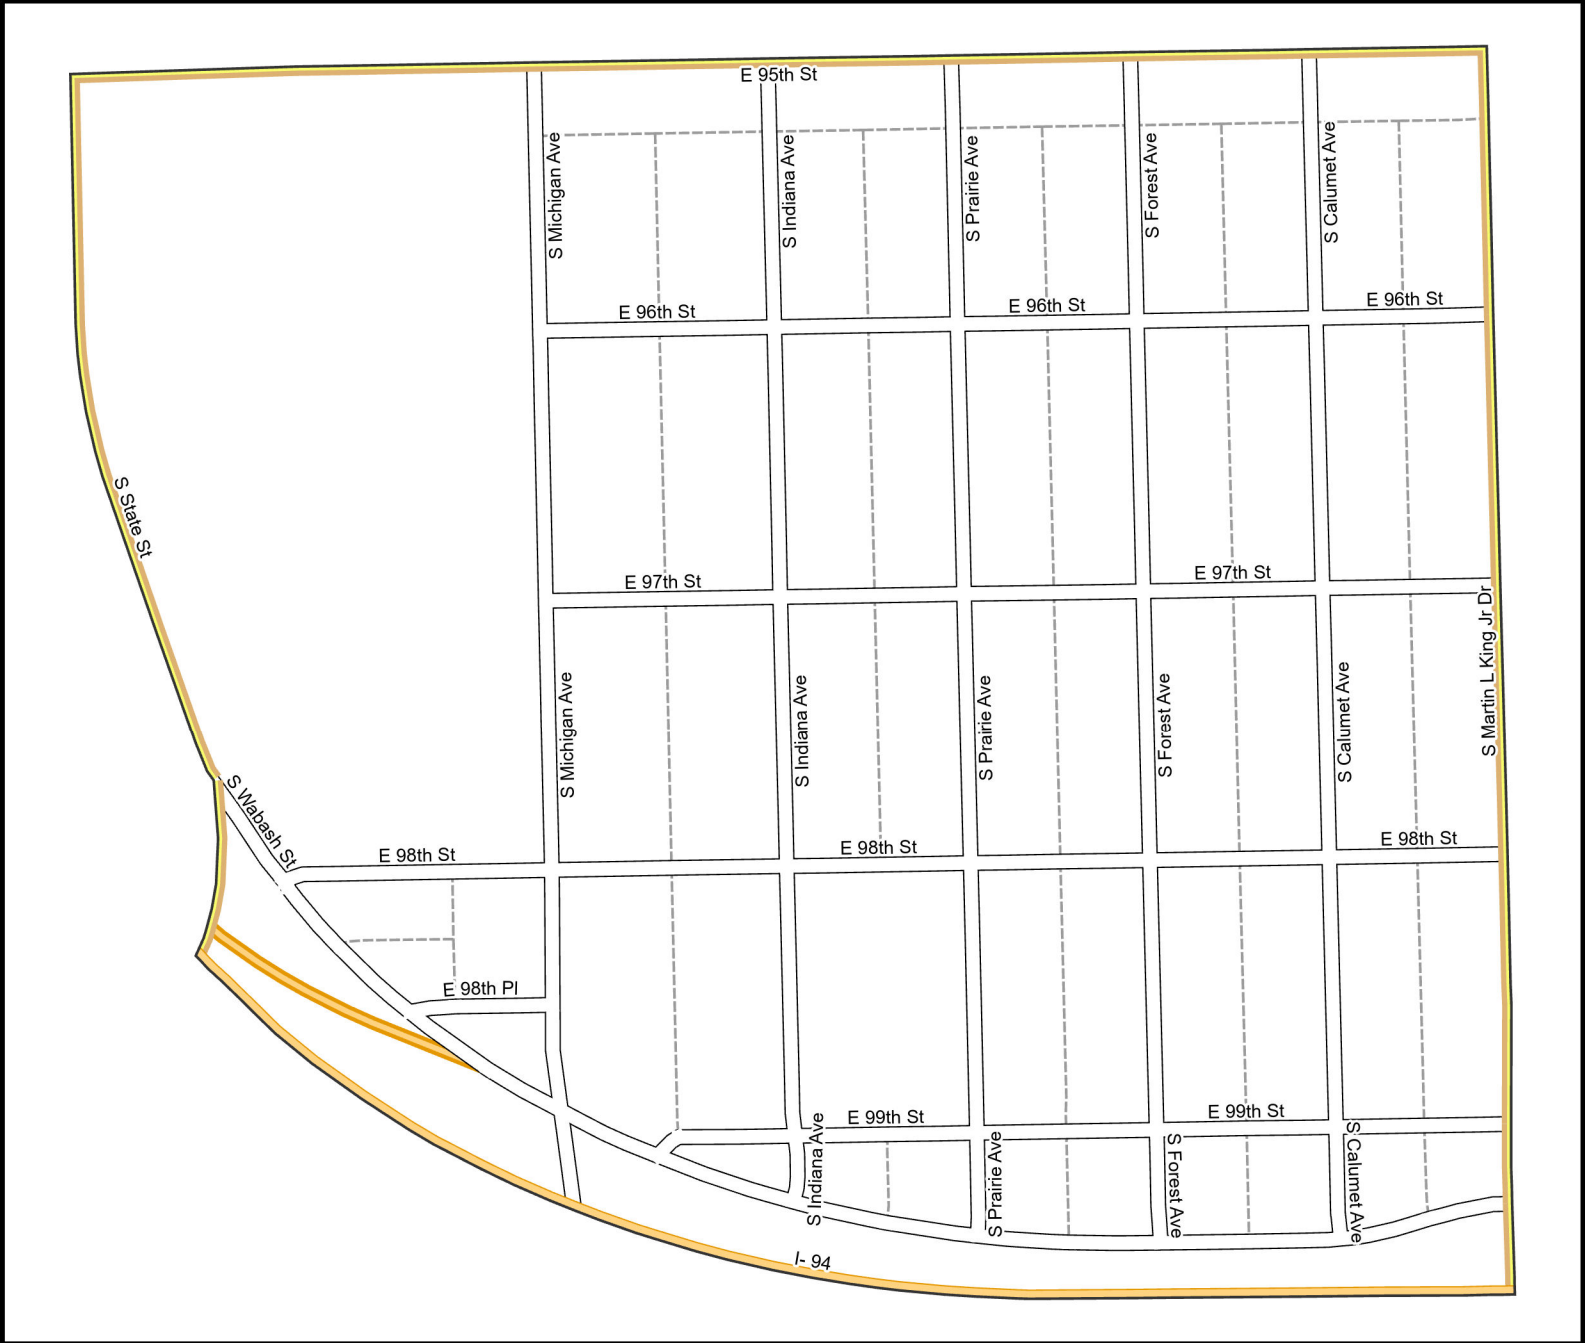 E 95th St
S Michigan Ave
S Indiana Ave
S Prairie Ave
S Forest Ave
S Calumet Ave
E 96th St
E 96th St
E 96th St
S State St
E 97th St
E 97th St
S Martin L King Jr Dr
S Michigan Ave
S Indiana Ave
S Prairie Ave
S Forest Ave
S Calumet Ave
S Wabash St
E 98th St
E 98th St
E 98th St
E 98th Pl
E 99th St
E 99th St
S Indiana Ave
S Prairie Ave
S Forest Ave
S Calumet Ave
I- 94